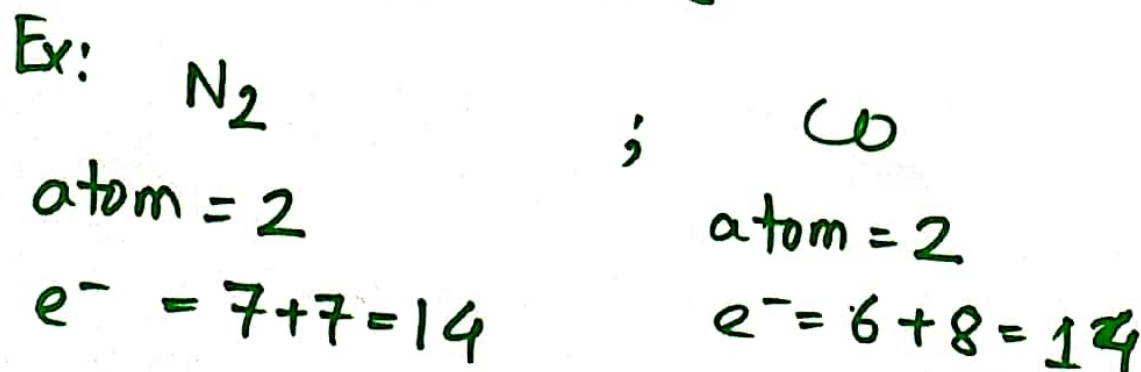 Ex:
N2 ; CO
atom = 2 atom = 2
e- = 7+7=14 e- = 6+8=14